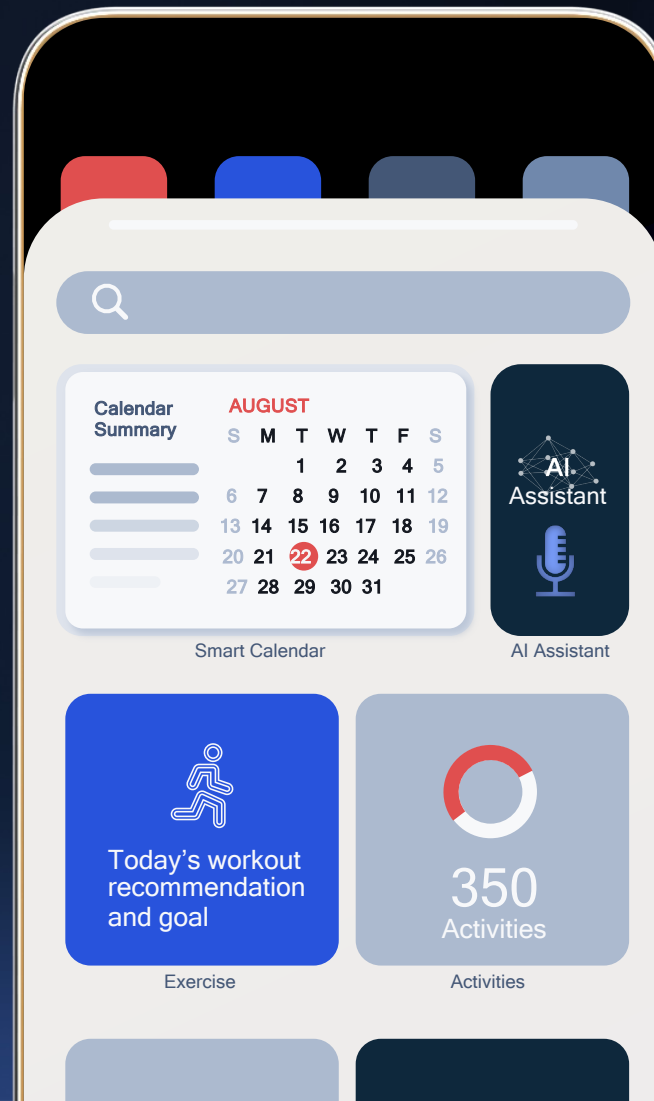 Calendar
Summary
AUGUST
S M T W T F S
1 2 3 4 5
6 7 8 9 10 11 12
13 14 15 16 17 18 19
20 21 22 23 24 25 26
27 28 29 30 31
Smart Calendar
AI
Assistant
AI Assistant
Today’s workout
recommendation
and goal
Exercise
350
Activities
Activities